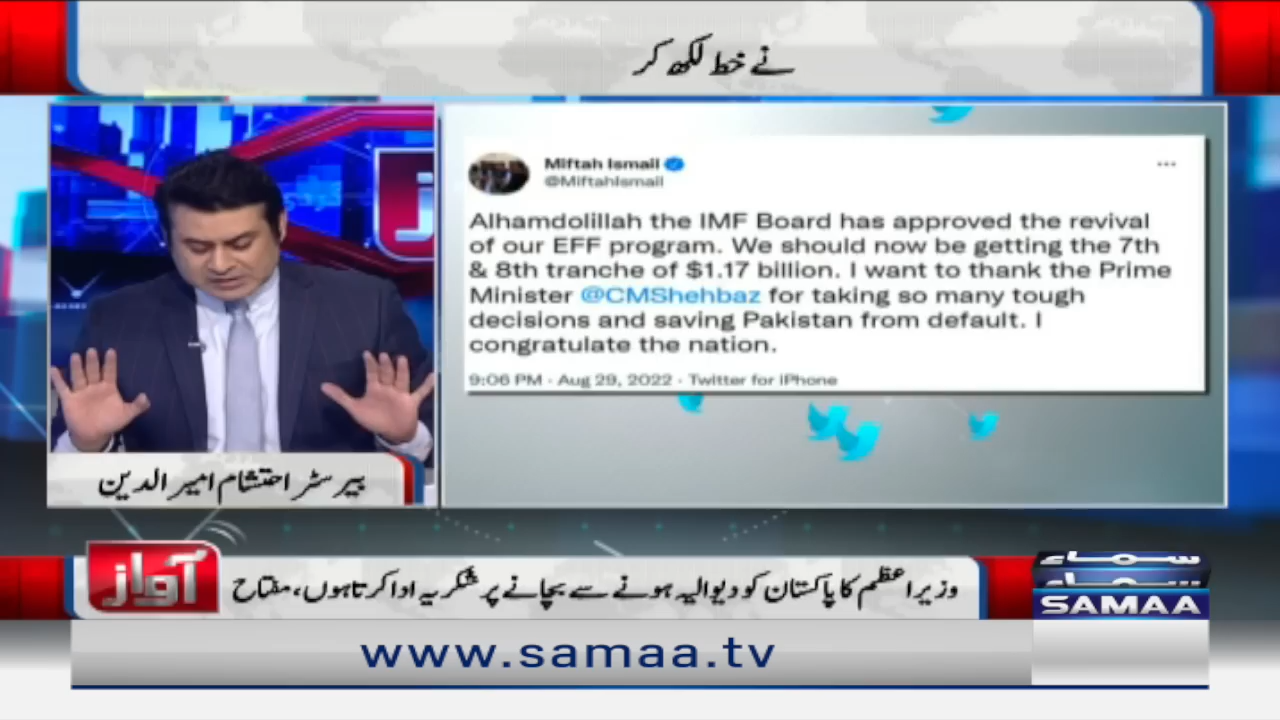 نے خط لکھ کر
Miftah Ismail
@MiftahIsmail
Alhamdolillah the IMF Board has approved the revival
of our EFF program. We should now be getting the 7th
& 8th tranche of $1.17 billion. I want to thank the Prime
Minister @CMShehbaz for taking so many tough
decisions and saving Pakistan from default. I
congratulate the nation.
9:06 PM · Aug 29, 2022 · Twitter for iPhone
بیرسٹر احتشام امیر الدین
آواز
وزیراعظم کا پاکستان کو دیوالیہ ہونے سے بچانے پر شکریہ ادا کرتا ہوں، مفتاح
سماء
SAMAA
www.samaa.tv